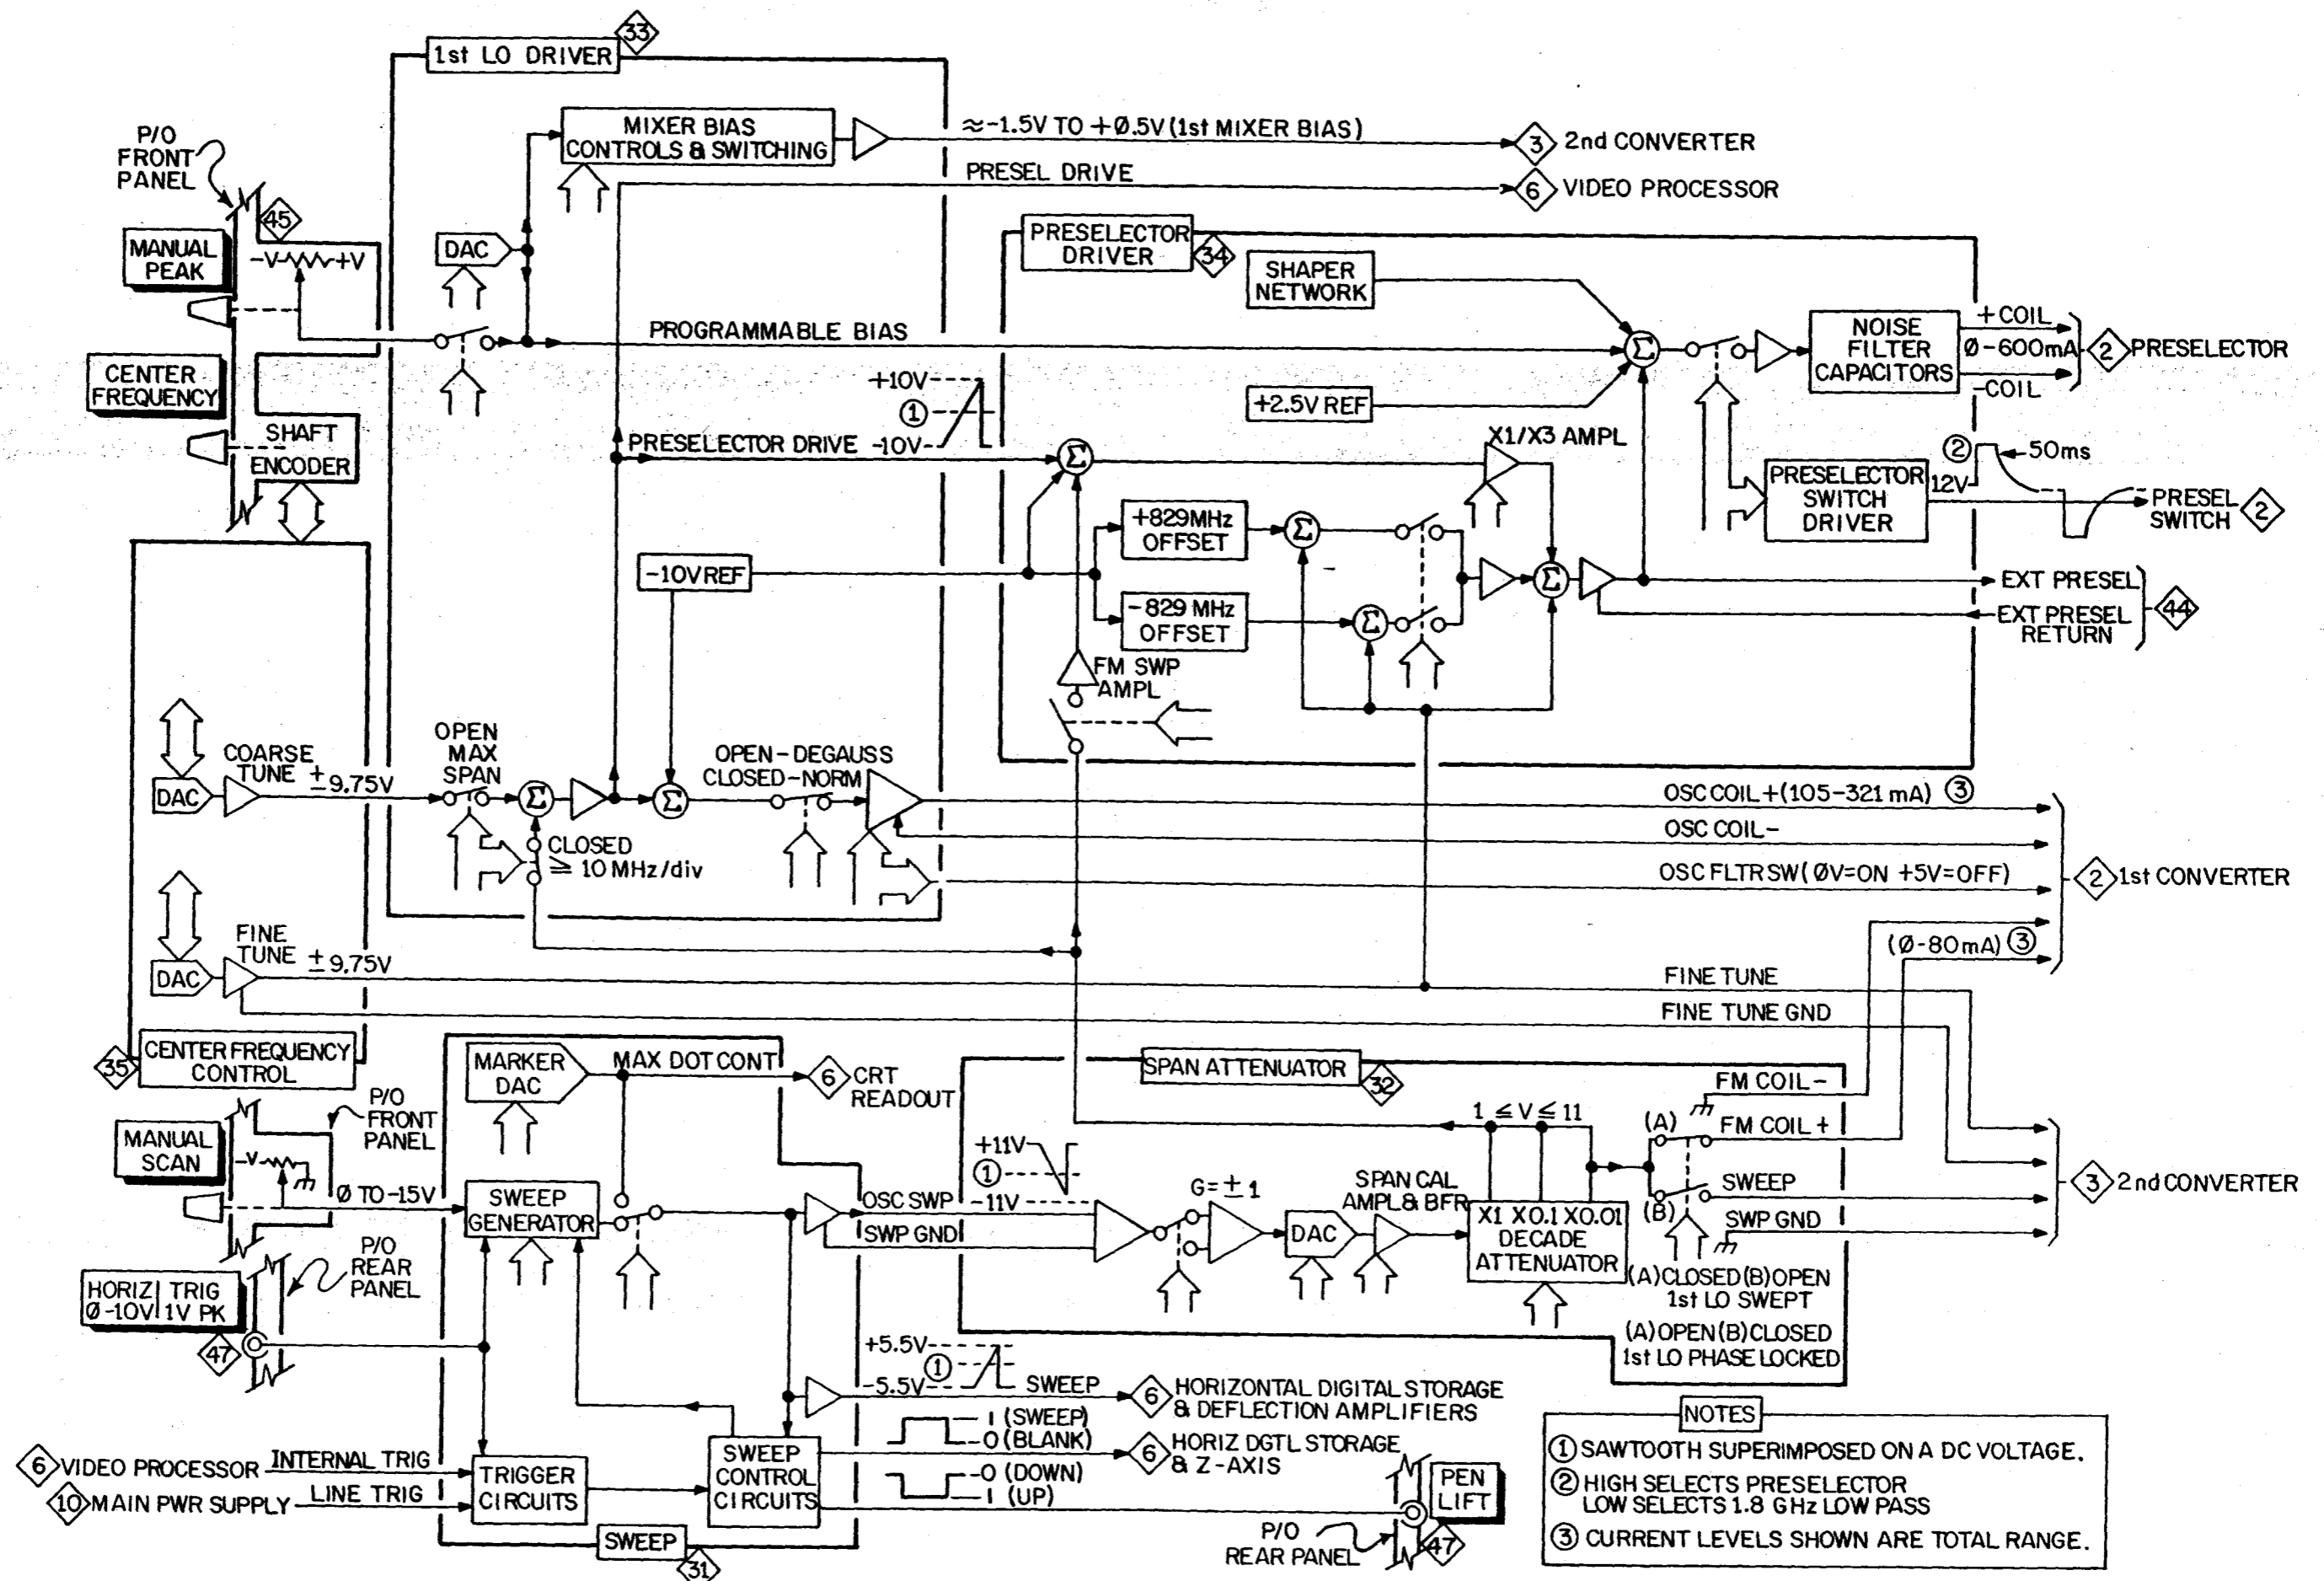 33
1st LO DRIVER
P/O
FRONT
PANEL
MIXER BIAS
CONTROLS & SWITCHING
≈-1.5V TO +Ø.5V (1st MIXER BIAS)
3
2nd CONVERTER
PRESEL DRIVE
6
VIDEO PROCESSOR
45
MANUAL
PEAK
-V
+V
DAC
PRESELECTOR
DRIVER
34
SHAPER
NETWORK
PROGRAMMABLE BIAS
Σ
NOISE
FILTER
CAPACITORS
+COIL
Ø-600mA
-COIL
2
PRESELECTOR
CENTER
FREQUENCY
SHAFT
ENCODER
+10V
1
PRESELECTOR DRIVE -10V
+2.5V REF
Σ
X1/X3 AMPL
PRESELECTOR
SWITCH
DRIVER
2
50ms
12V
PRESEL
SWITCH
2
+829MHz
OFFSET
Σ
-10V REF
-829 MHz
OFFSET
Σ
Σ
EXT PRESEL
EXT PRESEL
RETURN
44
FM SWP
AMPL
COARSE
TUNE
±9.75V
DAC
OPEN
MAX
SPAN
Σ
Σ
OPEN-DEGAUSS
CLOSED-NORM
CLOSED
≥ 10 MHz/div
OSC COIL+(105-321 mA) 3
OSC COIL-
OSC FLTR SW (ØV=ON +5V=OFF)
2
1st CONVERTER
(Ø-80mA) 3
FINE
TUNE
±9.75V
DAC
FINE TUNE
FINE TUNE GND
35
CENTER FREQUENCY
CONTROL
MARKER
DAC
MAX DOT CONT
6
CRT
READOUT
SPAN ATTENUATOR
32
FM COIL-
P/O
FRONT
PANEL
MANUAL
SCAN
-V
Ø TO -15V
SWEEP
GENERATOR
OSC SWP
SWP GND
+11V
1
-11V
G=±1
DAC
SPAN CAL
AMPL & BFR
1 ≤ V ≤ 11
X1 X0.1 X0.01
DECADE
ATTENUATOR
(A)
FM COIL+
(B)
SWEEP
SWP GND
3
2nd CONVERTER
(A)CLOSED(B)OPEN
1st LO SWEPT
(A)OPEN(B)CLOSED
1st LO PHASE LOCKED
P/O
REAR
PANEL
HORIZ
Ø-10V
TRIG
1V PK
47
+5.5V
1
-5.5V
SWEEP
6
HORIZONTAL DIGITAL STORAGE
& DEFLECTION AMPLIFIERS
1 (SWEEP)
0 (BLANK)
6
HORIZ DGTL STORAGE
& Z-AXIS
0 (DOWN)
1 (UP)
6
VIDEO PROCESSOR
INTERNAL TRIG
10
MAIN PWR SUPPLY
LINE TRIG
TRIGGER
CIRCUITS
SWEEP
CONTROL
CIRCUITS
SWEEP
31
P/O
REAR PANEL
PEN
LIFT
47
NOTES
1 SAWTOOTH SUPERIMPOSED ON A DC VOLTAGE.
2 HIGH SELECTS PRESELECTOR
LOW SELECTS 1.8 GHz LOW PASS
3 CURRENT LEVELS SHOWN ARE TOTAL RANGE.